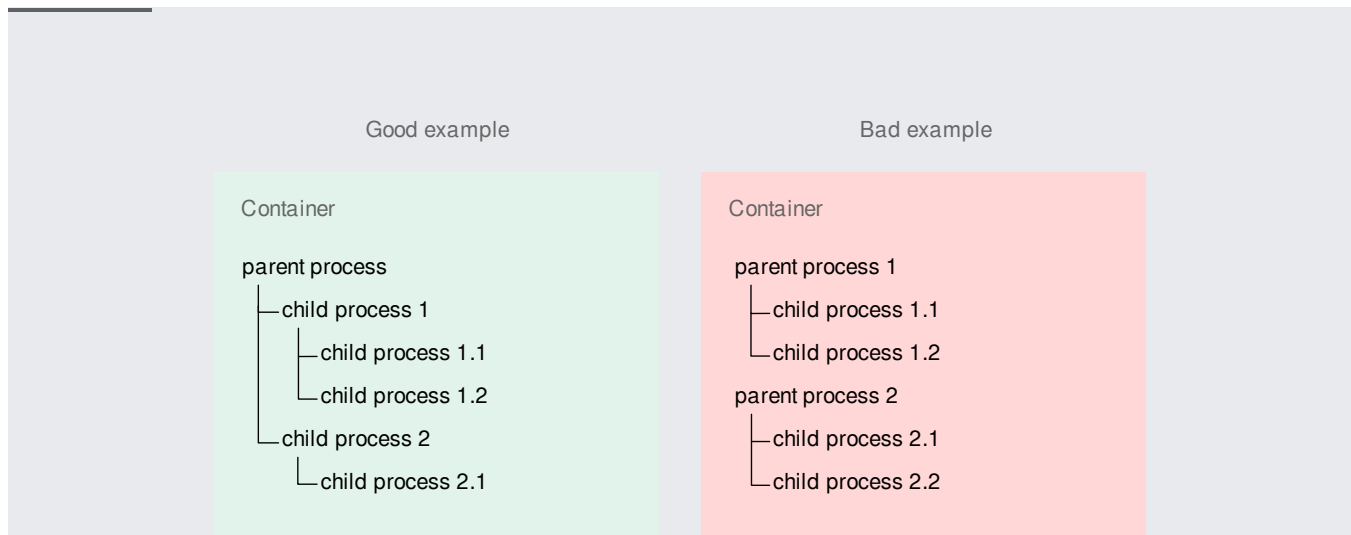 Good example
Container
parent process
child process 1
child process 1.1
child process 1.2
child process 2
child process 2.1
Bad example
Container
parent process 1
child process 1.1
child process 1.2
parent process 2
child process 2.1
child process 2.2